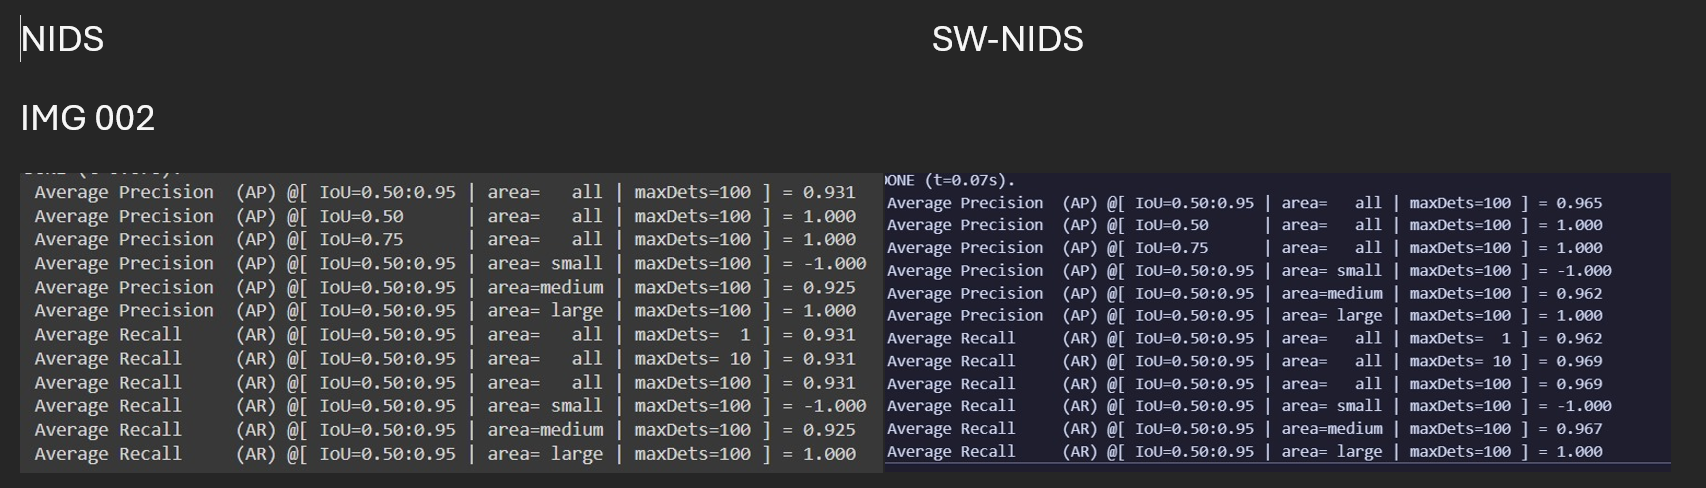 NIDS
SW-NIDS
IMG 002
Average Precision  (AP) @[ IoU=0.50:0.95 | area=   all | maxDets=100 ] = 0.931
Average Precision  (AP) @[ IoU=0.50      | area=   all | maxDets=100 ] = 1.000
Average Precision  (AP) @[ IoU=0.75      | area=   all | maxDets=100 ] = 1.000
Average Precision  (AP) @[ IoU=0.50:0.95 | area= small | maxDets=100 ] = -1.000
Average Precision  (AP) @[ IoU=0.50:0.95 | area=medium | maxDets=100 ] = 0.925
Average Precision  (AP) @[ IoU=0.50:0.95 | area= large | maxDets=100 ] = 1.000
Average Recall     (AR) @[ IoU=0.50:0.95 | area=   all | maxDets=  1 ] = 0.931
Average Recall     (AR) @[ IoU=0.50:0.95 | area=   all | maxDets= 10 ] = 0.931
Average Recall     (AR) @[ IoU=0.50:0.95 | area=   all | maxDets=100 ] = 0.931
Average Recall     (AR) @[ IoU=0.50:0.95 | area= small | maxDets=100 ] = -1.000
Average Recall     (AR) @[ IoU=0.50:0.95 | area=medium | maxDets=100 ] = 0.925
Average Recall     (AR) @[ IoU=0.50:0.95 | area= large | maxDets=100 ] = 1.000
ONE (t=0.07s).
Average Precision  (AP) @[ IoU=0.50:0.95 | area=   all | maxDets=100 ] = 0.965
Average Precision  (AP) @[ IoU=0.50      | area=   all | maxDets=100 ] = 1.000
Average Precision  (AP) @[ IoU=0.75      | area=   all | maxDets=100 ] = 1.000
Average Precision  (AP) @[ IoU=0.50:0.95 | area= small | maxDets=100 ] = -1.000
Average Precision  (AP) @[ IoU=0.50:0.95 | area=medium | maxDets=100 ] = 0.962
Average Precision  (AP) @[ IoU=0.50:0.95 | area= large | maxDets=100 ] = 1.000
Average Recall     (AR) @[ IoU=0.50:0.95 | area=   all | maxDets=  1 ] = 0.962
Average Recall     (AR) @[ IoU=0.50:0.95 | area=   all | maxDets= 10 ] = 0.969
Average Recall     (AR) @[ IoU=0.50:0.95 | area=   all | maxDets=100 ] = 0.969
Average Recall     (AR) @[ IoU=0.50:0.95 | area= small | maxDets=100 ] = -1.000
Average Recall     (AR) @[ IoU=0.50:0.95 | area=medium | maxDets=100 ] = 0.967
Average Recall     (AR) @[ IoU=0.50:0.95 | area= large | maxDets=100 ] = 1.000